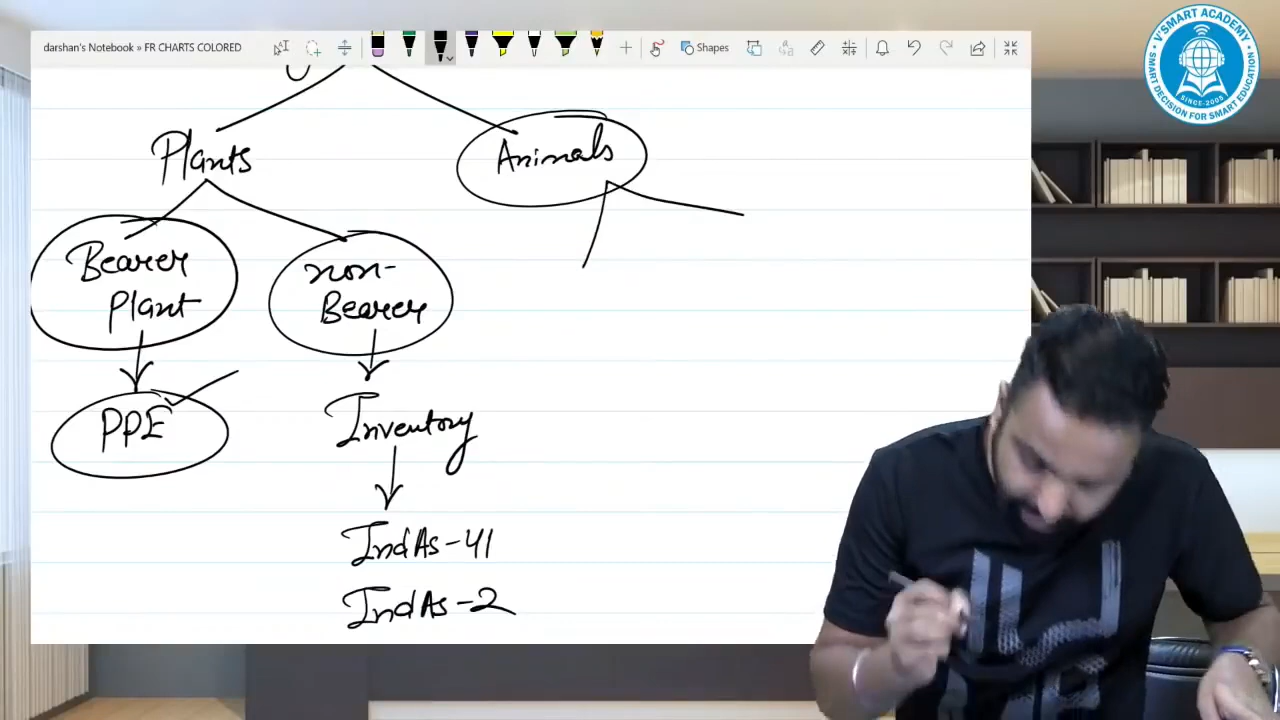 darshan's Notebook » FR CHARTS COLORED
Shapes
V'SMART ACADEMY
SINCE-2005
SMART DECISION FOR SMART EDUCATION
Plants
Animals
Bearer
Plant
non-
Bearer
PPE
Inventory
IndAs-41
IndAs-2